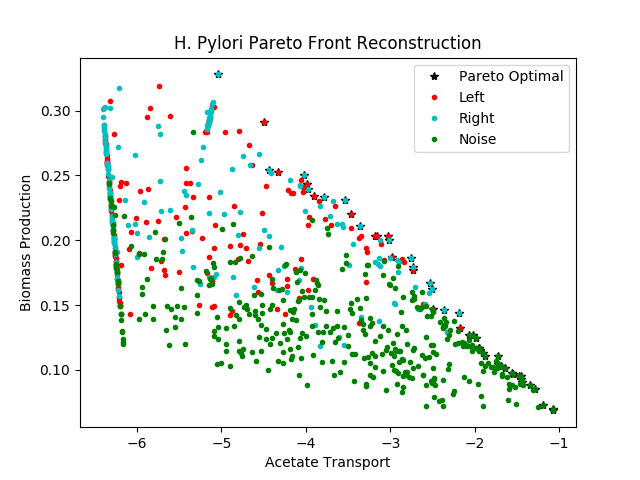 H. Pylori Pareto Front Reconstruction
Pareto Optimal
Left
Right
Noise
0.30
0.25
0.20
0.15
0.10
Biomass Production
−6
−5
−4
−3
−2
−1
Acetate Transport